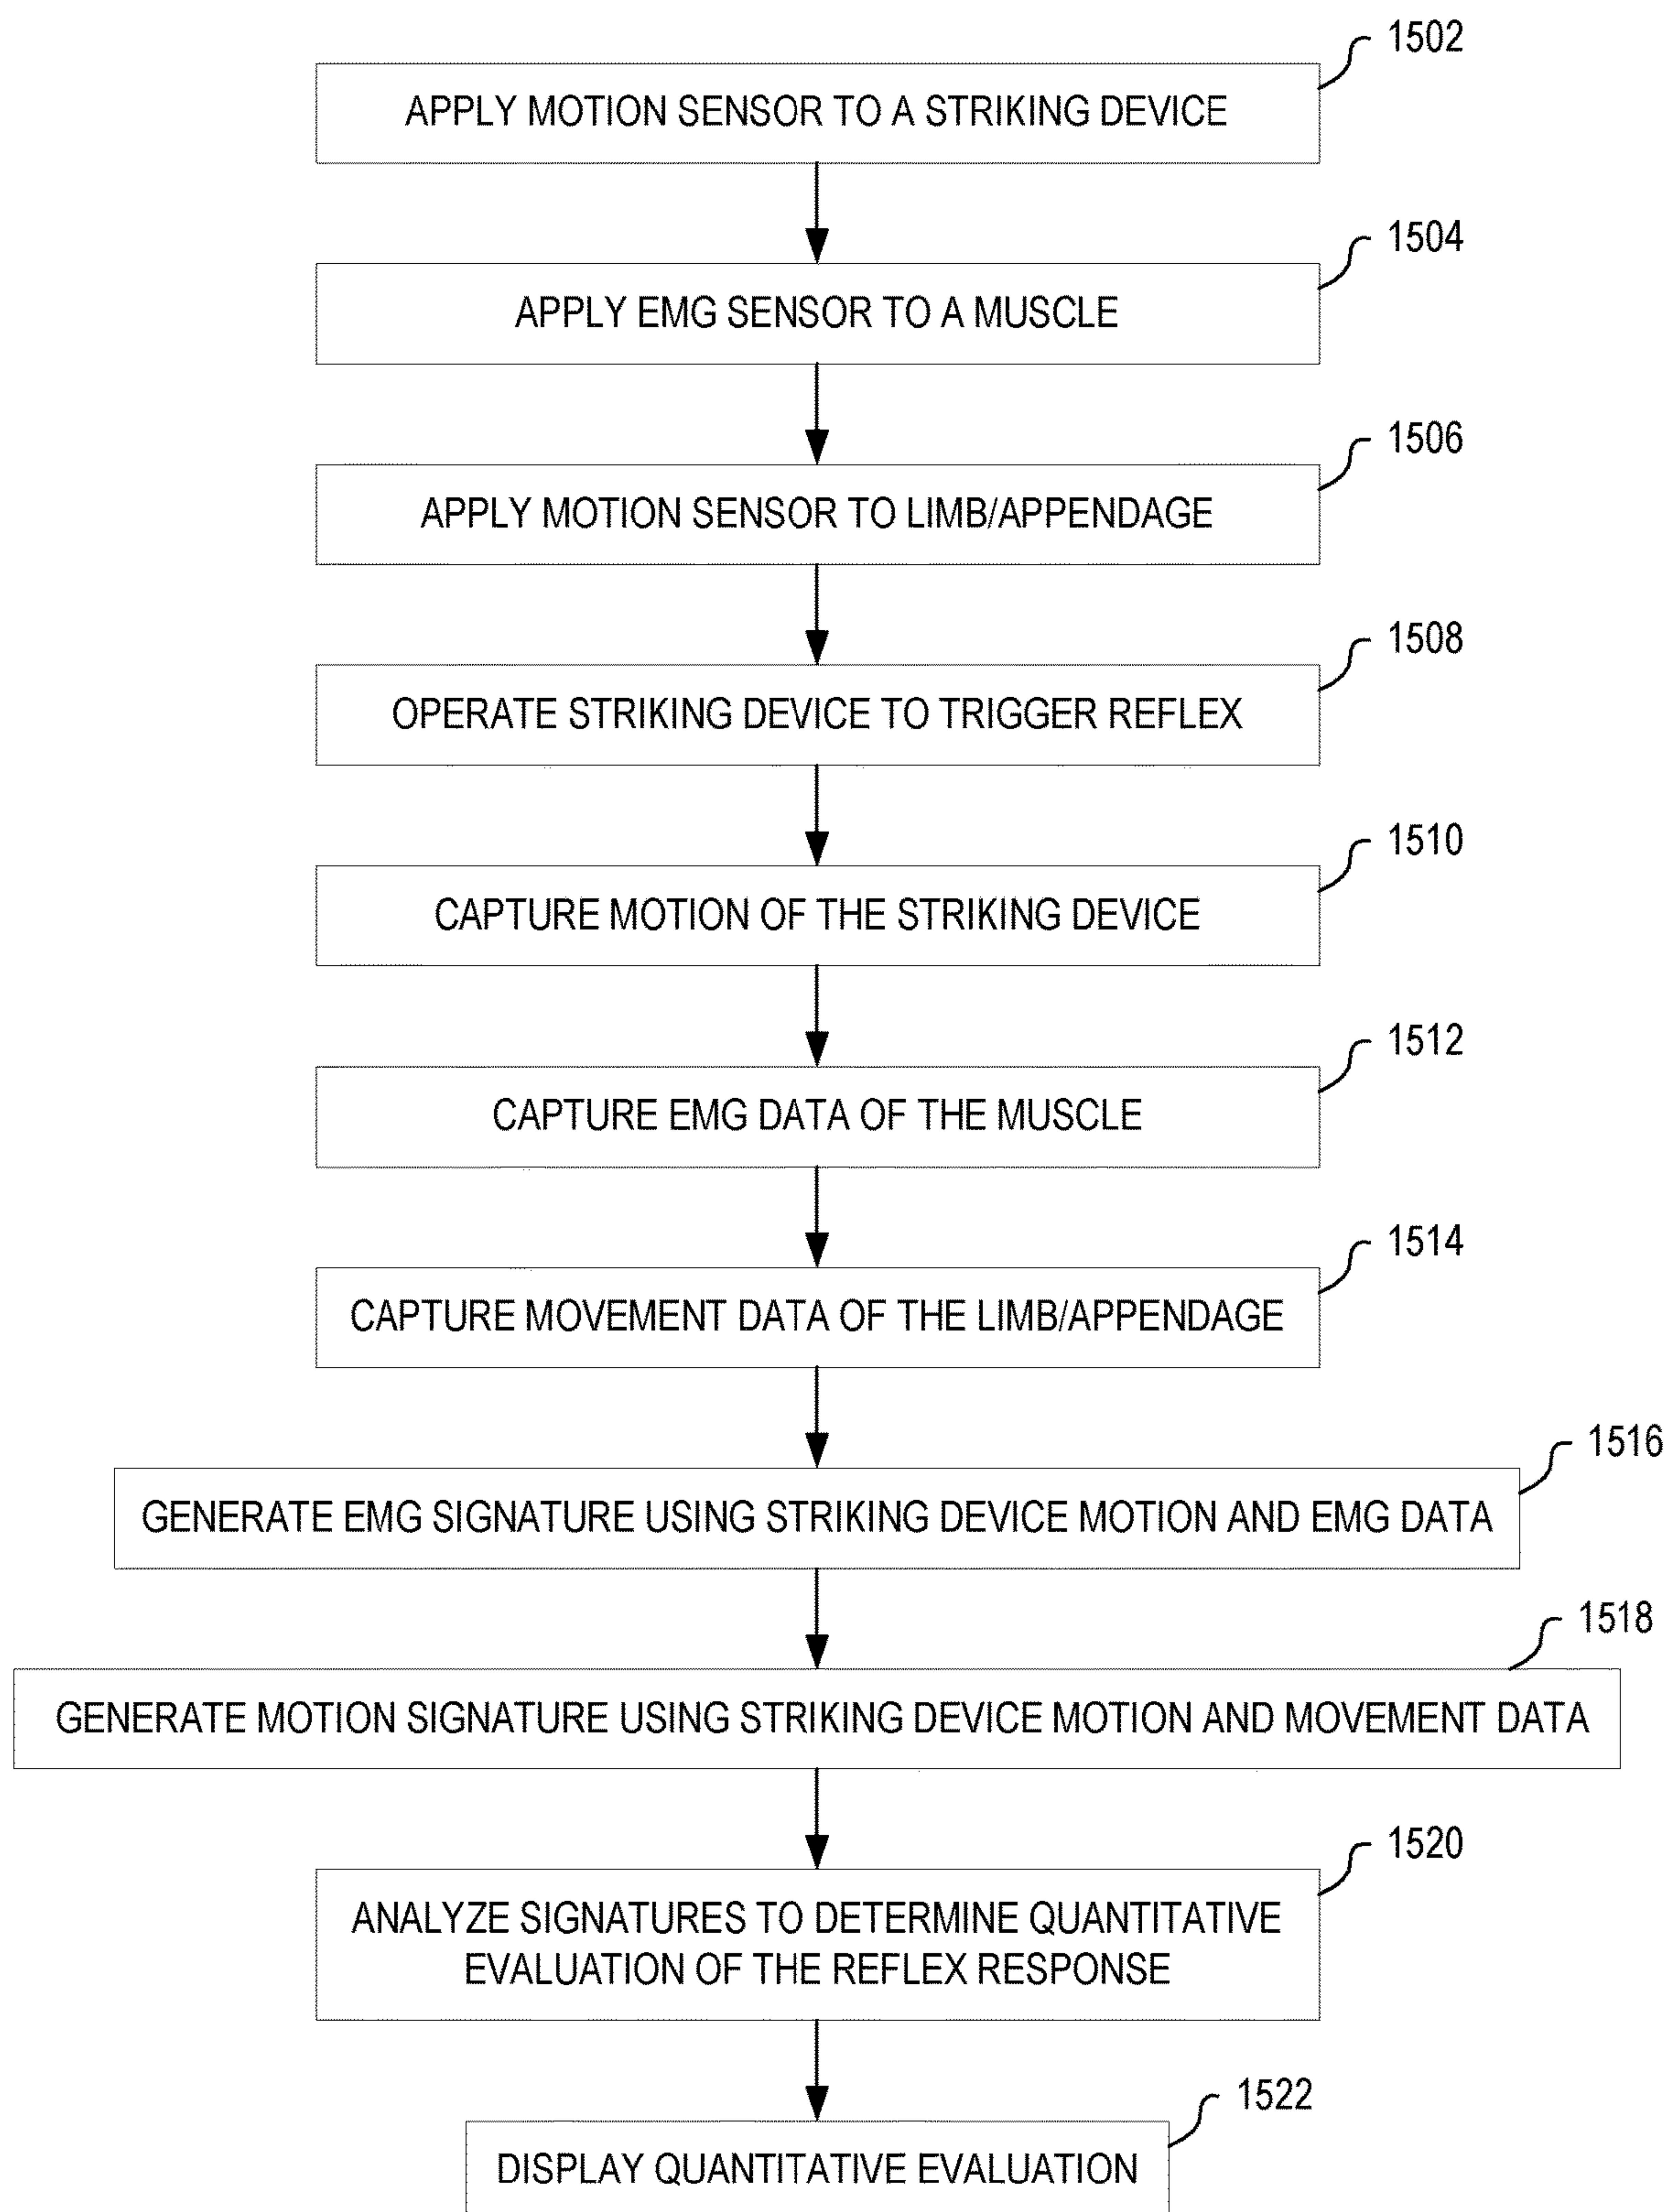 1502
APPLY MOTION SENSOR TO A STRIKING DEVICE
1504
APPLY EMG SENSOR TO A MUSCLE
1506
APPLY MOTION SENSOR TO LIMB/APPENDAGE
1508
OPERATE STRIKING DEVICE TO TRIGGER REFLEX
1510
CAPTURE MOTION OF THE STRIKING DEVICE
1512
CAPTURE EMG DATA OF THE MUSCLE
1514
CAPTURE MOVEMENT DATA OF THE LIMB/APPENDAGE
1516
GENERATE EMG SIGNATURE USING STRIKING DEVICE MOTION AND EMG DATA
1518
GENERATE MOTION SIGNATURE USING STRIKING DEVICE MOTION AND MOVEMENT DATA
1520
ANALYZE SIGNATURES TO DETERMINE QUANTITATIVE
EVALUATION OF THE REFLEX RESPONSE
1522
DISPLAY QUANTITATIVE EVALUATION